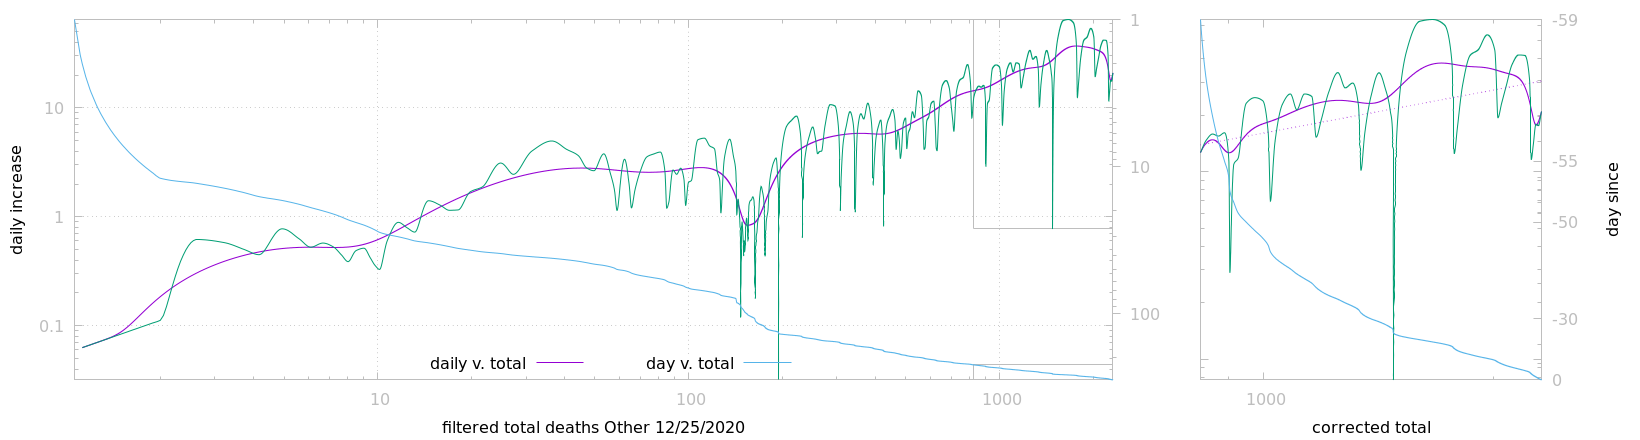 1
-59
10
10
-55
1
-50
0.1
100
-30
daily v. total
day v. total
0
10
100
1000
1000
daily increase
day since
filtered total deaths Other 12/25/2020
corrected total